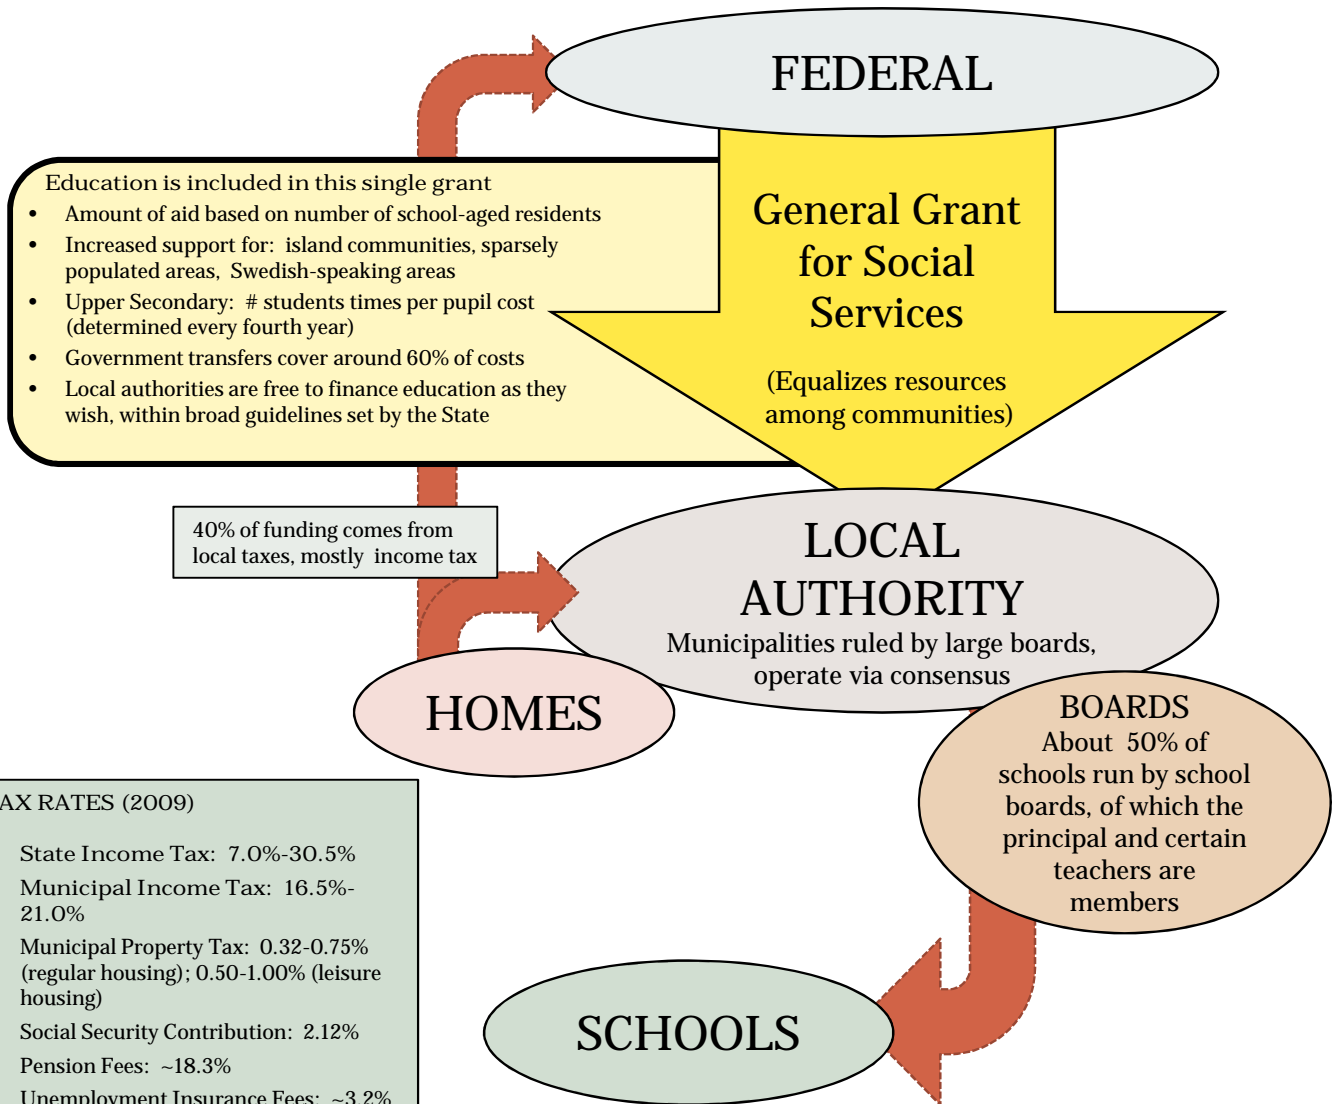 FEDERAL
Education is included in this single grant
• Amount of aid based on number of school-aged residents
• Increased support for: island communities, sparsely
populated areas, Swedish-speaking areas
• Upper Secondary: # students times per pupil cost
(determined every fourth year)
• Government transfers cover around 60% of costs
• Local authorities are free to finance education as they
wish, within broad guidelines set by the State
General Grant
for Social
Services
(Equalizes resources
among communities)
40% of funding comes from
local taxes, mostly income tax
LOCAL
AUTHORITY
Municipalities ruled by large boards,
operate via consensus
HOMES
BOARDS
About 50% of
schools run by school
boards, of which the
principal and certain
teachers are
members
AX RATES (2009)
State Income Tax: 7.0%-30.5%
Municipal Income Tax: 16.5%-
21.0%
Municipal Property Tax: 0.32-0.75%
(regular housing); 0.50-1.00% (leisure
housing)
Social Security Contribution: 2.12%
Pension Fees: ~18.3%
Unemployment Insurance Fees: ~3.2%
SCHOOLS